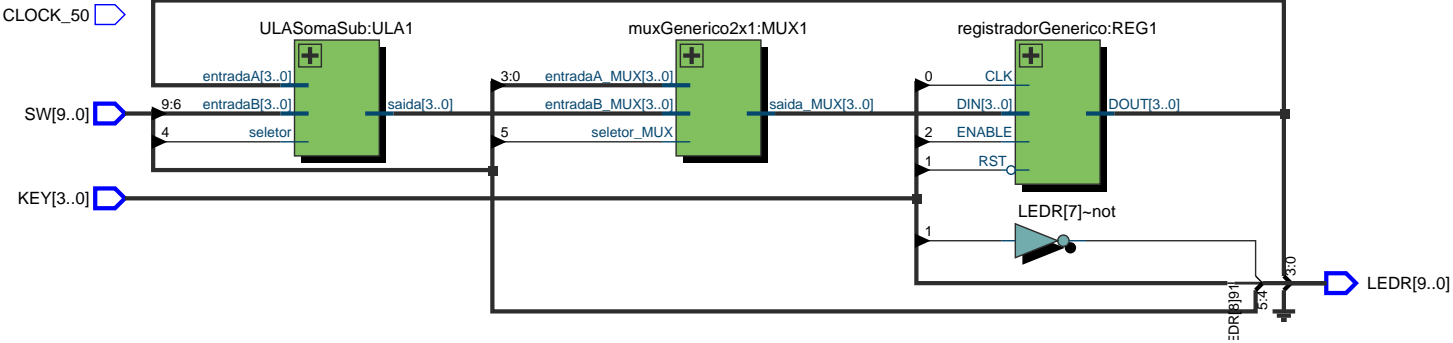 CLOCK_50
SW[9..0]
KEY[3..0]
ULASomaSub:ULA1
entradaA[3..0]
9:6
entradaB[3..0]
4
seletor
saida[3..0]
muxGenerico2x1:MUX1
3:0
entradaA_MUX[3..0]
entradaB_MUX[3..0]
5
seletor_MUX
saida_MUX[3..0]
registradorGenerico:REG1
0
CLK
DIN[3..0]
2
ENABLE
1
RST
DOUT[3..0]
LEDR[7]~not
1
5:4
3:0
LEDR[9..0]